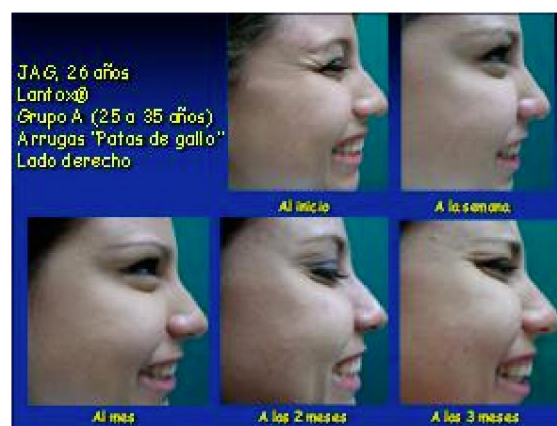 JAG, 26 años
Lantox®
Grupo A (25 a 35 años)
Arrugas "Patas de gallo"
Lado derecho
Al inicio
A la semana
Al mes
A los 2 meses
A los 3 meses